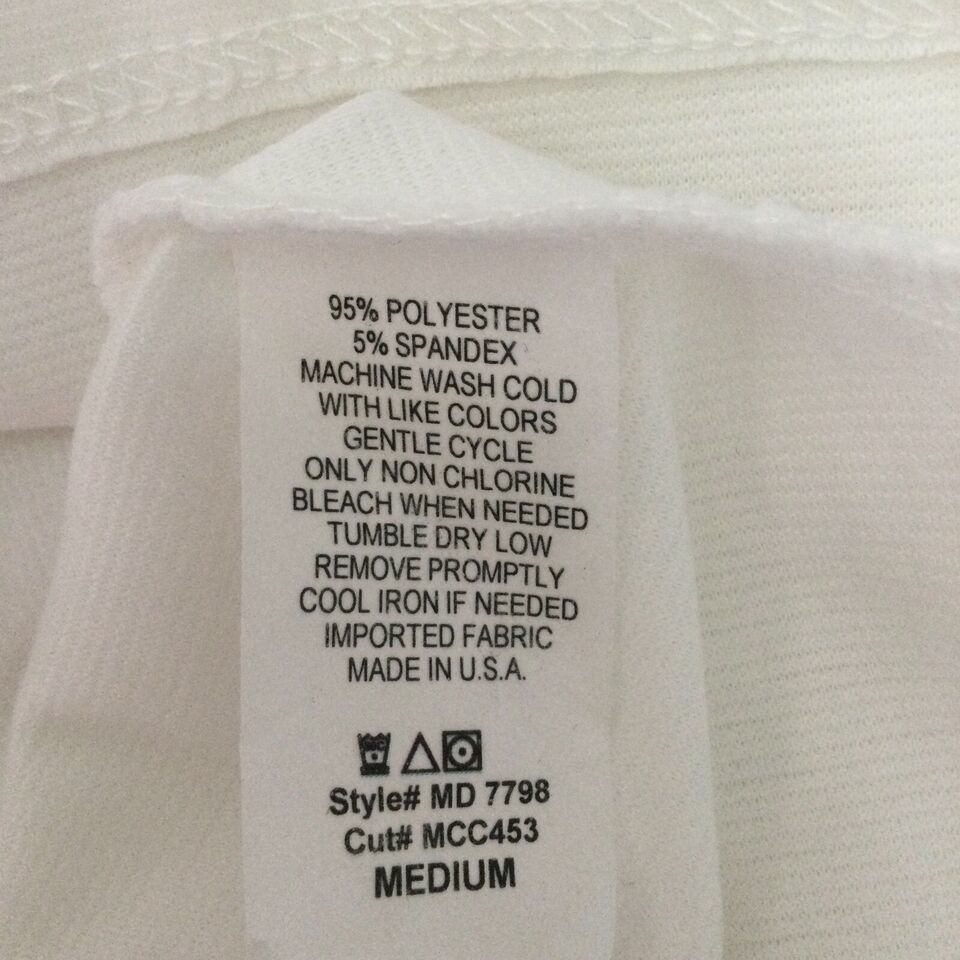 95% POLYESTER
5% SPANDEX
MACHINE WASH COLD
WITH LIKE COLORS
GENTLE CYCLE
ONLY NON CHLORINE
BLEACH WHEN NEEDED
TUMBLE DRY LOW
REMOVE PROMPTLY
COOL IRON IF NEEDED
IMPORTED FABRIC
MADE IN U.S.A.
Style# MD 7798
Cut# MCC453
MEDIUM